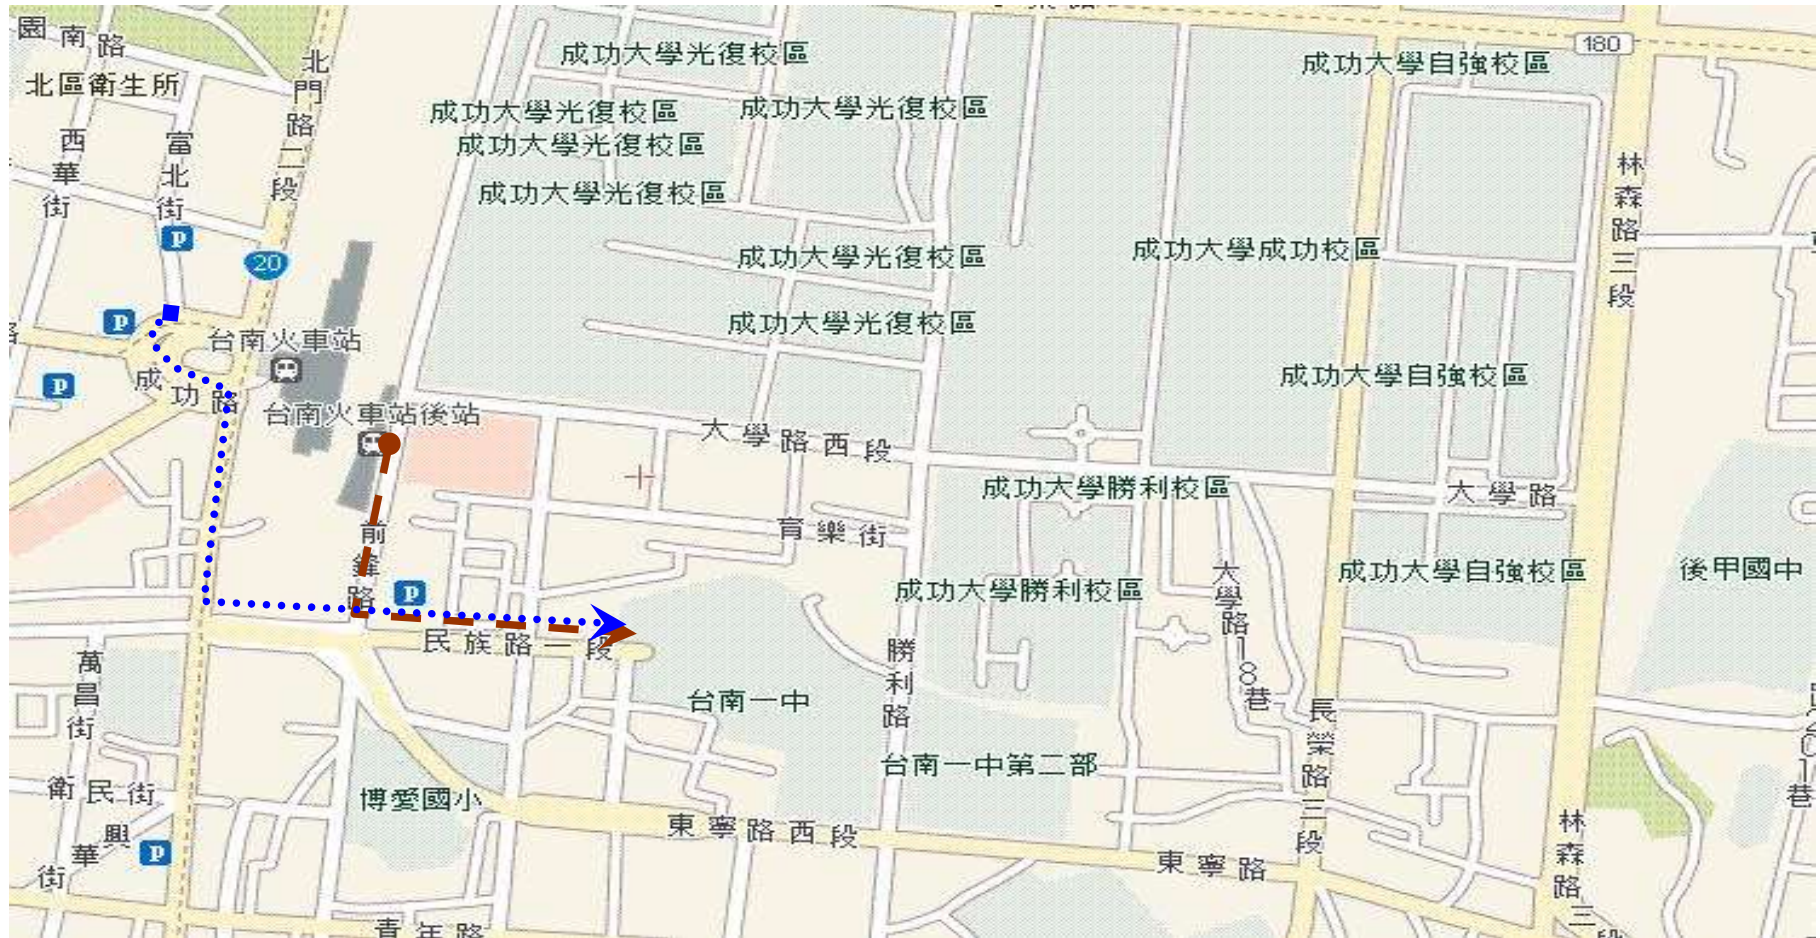 園南路
北區衛生所
西華街
富北街
北門路二段
20
P
P
P
台南火車站
成功路
台南火車站後站
前鋒路
P
成功大學光復校區
成功大學光復校區
成功大學光復校區
成功大學光復校區
成功大學光復校區
成功大學光復校區
成功大學光復校區
成功大學自強校區
180
林森路三段
成功大學成功校區
成功大學自強校區
大學路西段
成功大學勝利校區
大學路
育樂街
成功大學勝利校區
大學路18巷
成功大學自強校區
後甲國中
民族路一段
萬昌街
台南一中
勝利路
長榮路三段
台南一中第二部
衛民街
博愛國小
東寧路西段
東寧路
林森路三
興華街
P
青年路